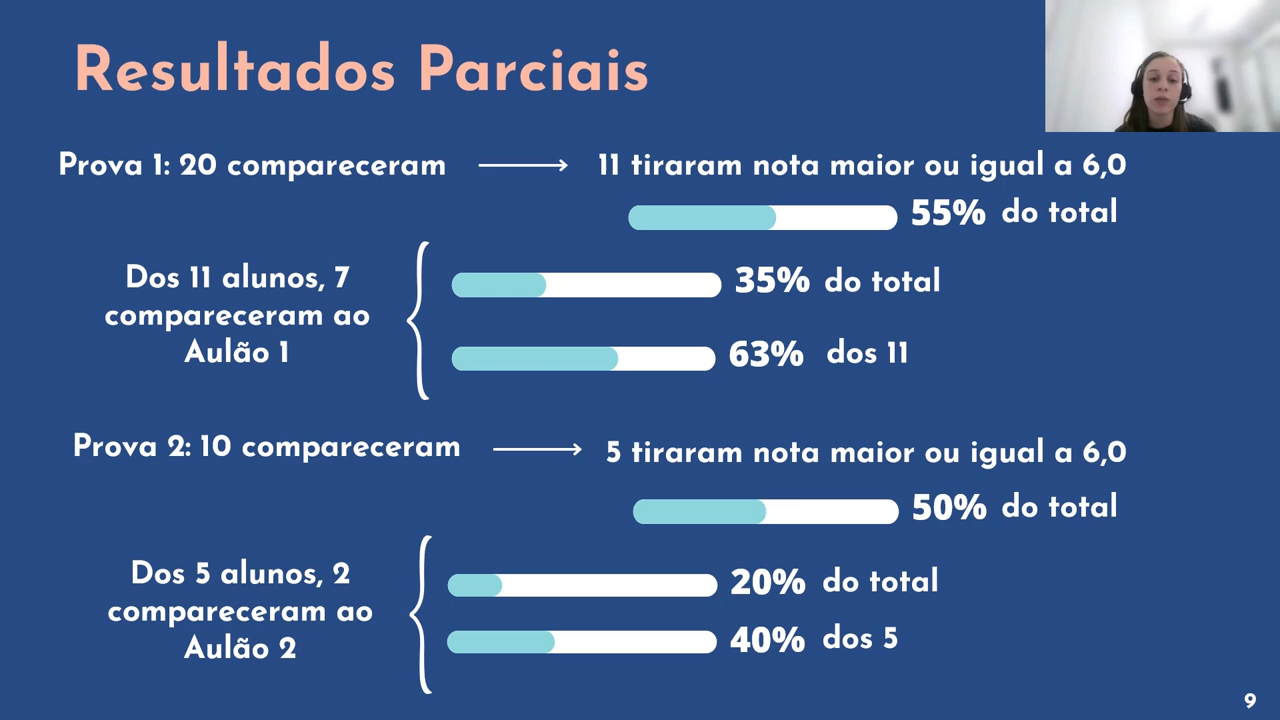 Resultados Parciais
Prova 1: 20 compareceram
11 tiraram nota maior ou igual a 6,0
55% do total
Dos 11 alunos, 7
compareceram ao
Aulão 1
35% do total
63% dos 11
Prova 2: 10 compareceram
5 tiraram nota maior ou igual a 6,0
50% do total
Dos 5 alunos, 2
compareceram ao
Aulão 2
20% do total
40% dos 5
9